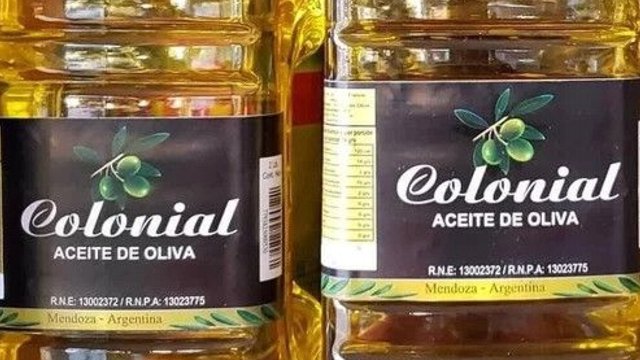 Colonial
ACEITE DE OLIVA
R.N.E: 13002372 / R.N.P.A: 13023775
Mendoza - Argentina
Colonial
ACEITE DE OLIVA
R.N.E: 13002372 / R.N.P.A: 13023775
Mendoza - Argentina